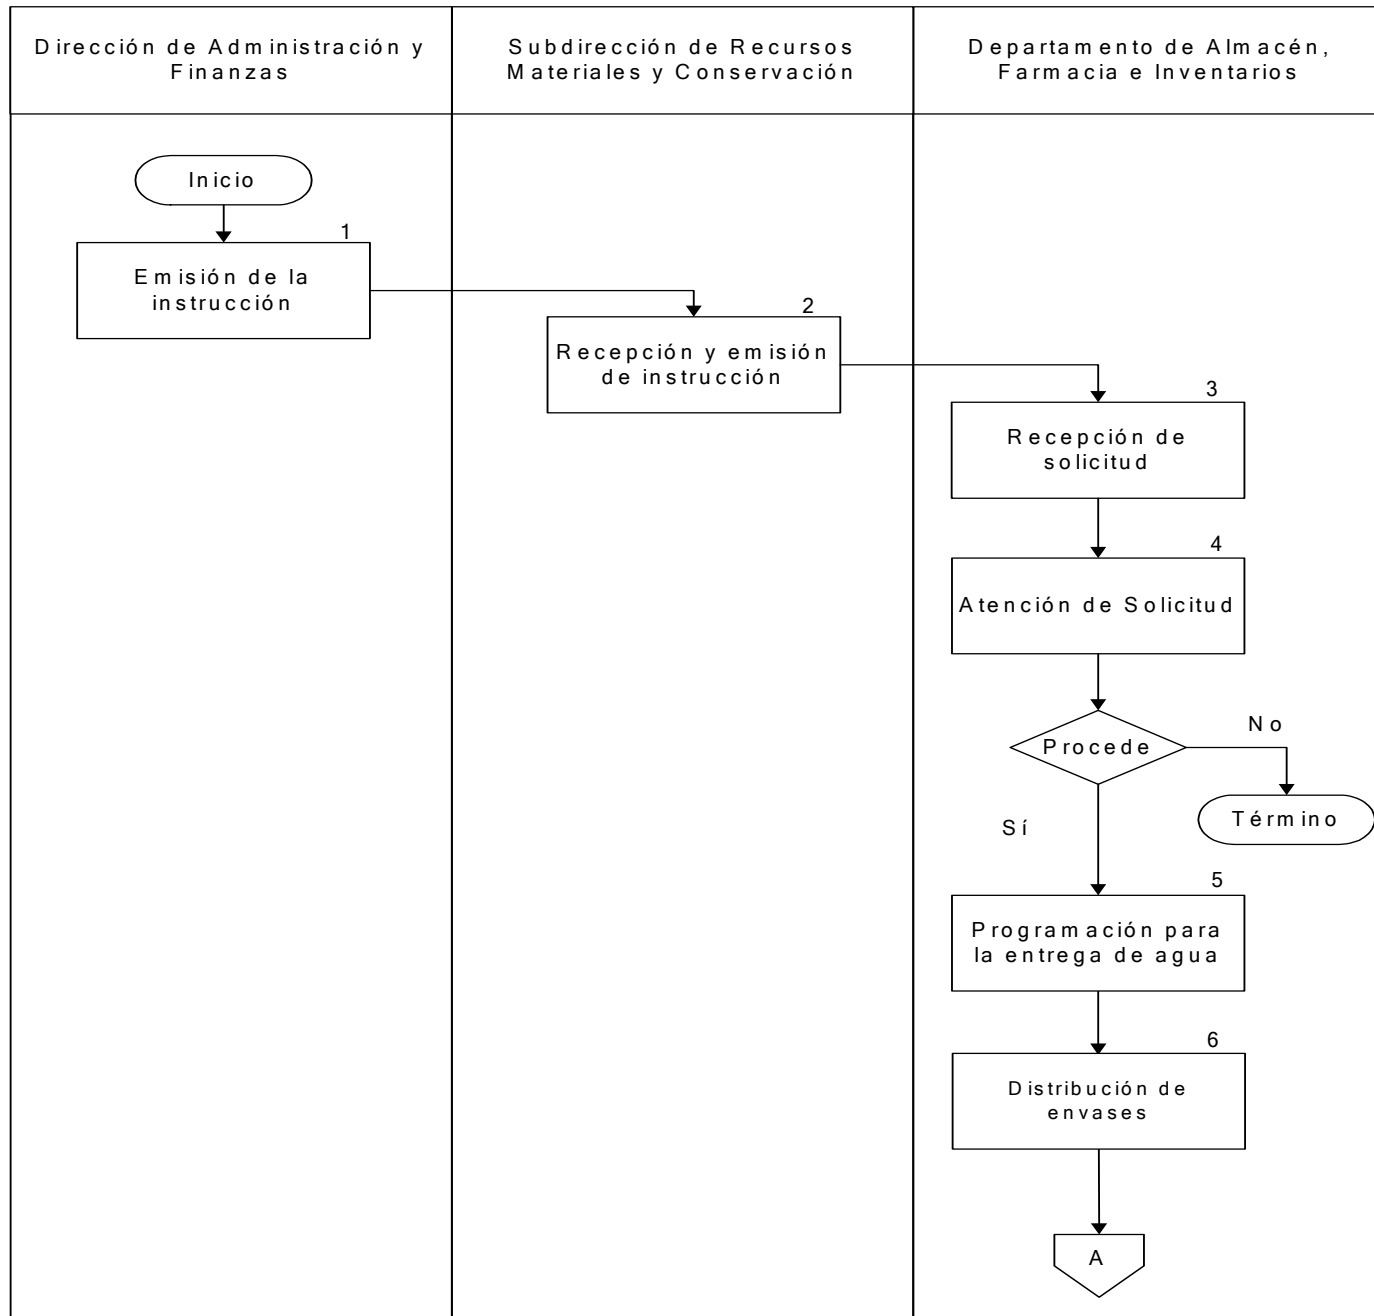 Dirección de Administración y
Finanzas
Subdirección de Recursos
Materiales y Conservación
Departamento de Almacén,
Farmacia e Inventarios
Inicio
1
Emisión de la
instrucción
2
Recepción y emisión
de instrucción
3
Recepción de
solicitud
4
Atención de Solicitud
Procede
No
Término
Sí
5
Programación para
la entrega de agua
6
Distribución de
envases
A